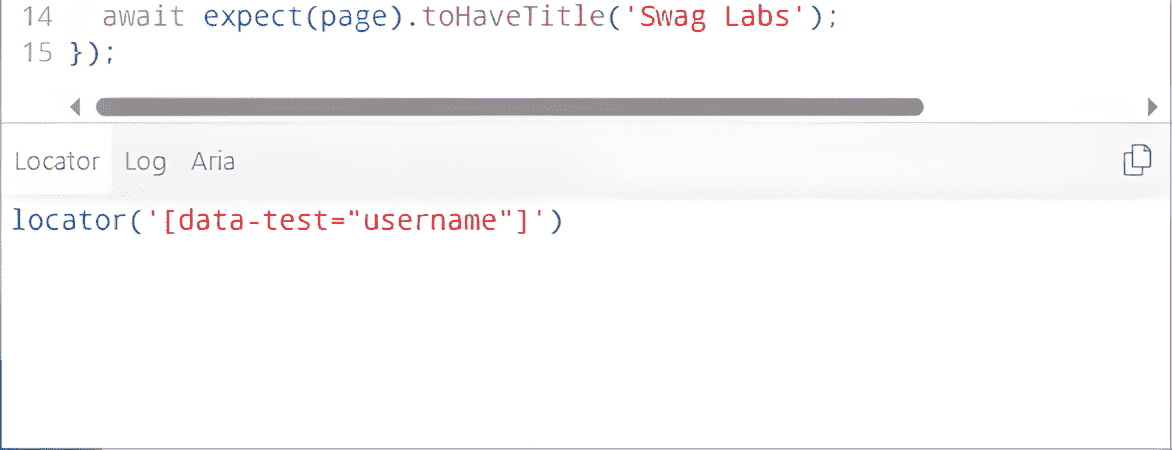 14   await expect(page).toHaveTitle('Swag Labs');
15 });
Locator Log Aria
locator('[data-test="username"]')